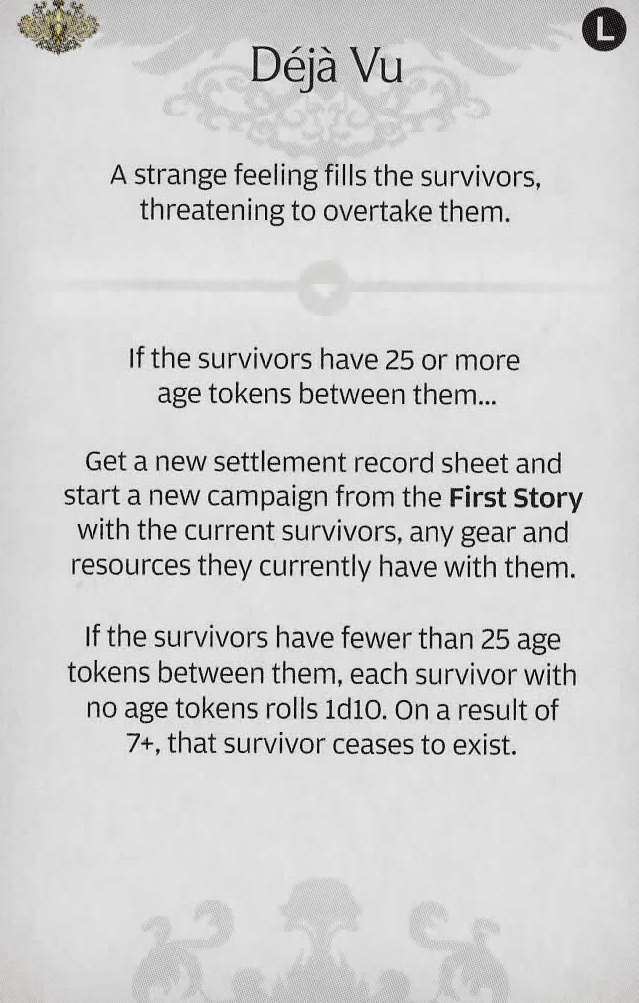 L
Déjà Vu
A strange feeling fills the survivors,
threatening to overtake them.
If the survivors have 25 or more
age tokens between them...
Get a new settlement record sheet and
start a new campaign from the First Story
with the current survivors, any gear and
resources they currently have with them.
If the survivors have fewer than 25 age
tokens between them, each survivor with
no age tokens rolls 1d10. On a result of
7+, that survivor ceases to exist.